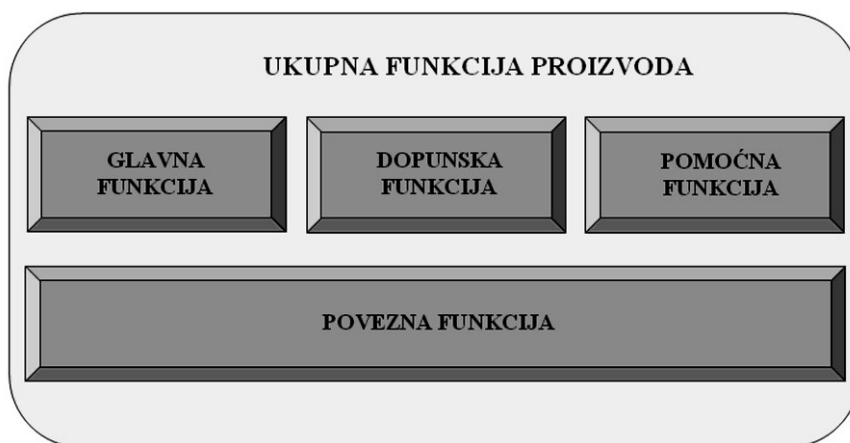 UKUPNA FUNKCIJA PROIZVODA
GLAVNA
FUNKCIJA
DOPUNSKA
FUNKCIJA
POMOĆNA
FUNKCIJA
POVEZNA FUNKCIJA